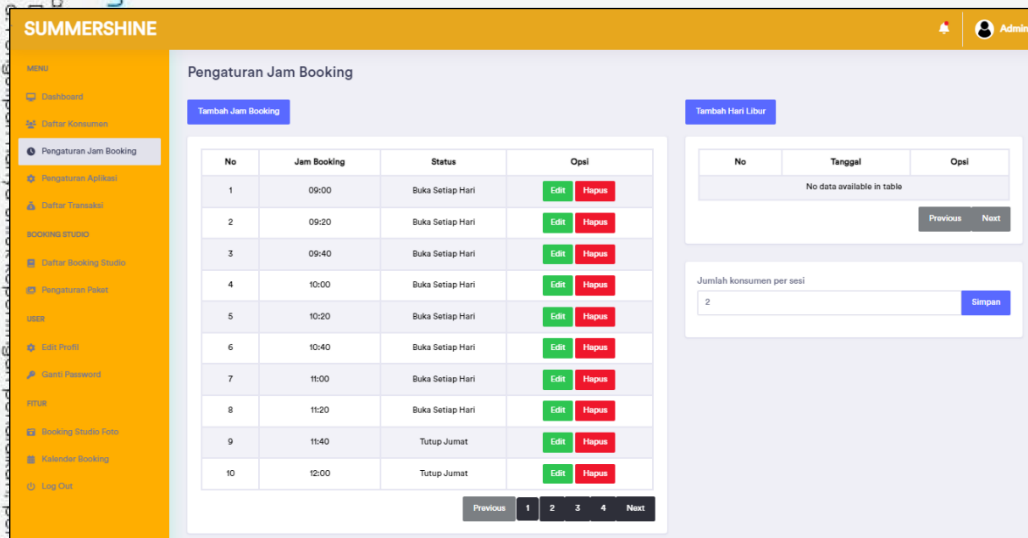 SUMMERSHINE
Admin
MENU
Dashboard
Daftar Konsumen
Pengaturan Jam Booking
Pengaturan Aplikasi
Daftar Transaksi
BOOKING STUDIO
Daftar Booking Studio
Pengaturan Paket
USER
Edit Profil
Ganti Password
FITUR
Booking Studio Foto
Kalender Booking
Log Out
Pengaturan Jam Booking
Tambah Jam Booking
No Jam Booking Status Opsi
1 09:00 Buka Setiap Hari Edit Hapus
2 09:20 Buka Setiap Hari Edit Hapus
3 09:40 Buka Setiap Hari Edit Hapus
4 10:00 Buka Setiap Hari Edit Hapus
5 10:20 Buka Setiap Hari Edit Hapus
6 10:40 Buka Setiap Hari Edit Hapus
7 11:00 Buka Setiap Hari Edit Hapus
8 11:20 Buka Setiap Hari Edit Hapus
9 11:40 Tutup Jumat Edit Hapus
10 12:00 Tutup Jumat Edit Hapus
Previous 1 2 3 4 Next
Tambah Hari Libur
No Tanggal Opsi
No data available in table
Previous Next
Jumlah konsumen per sesi
2 Simpan